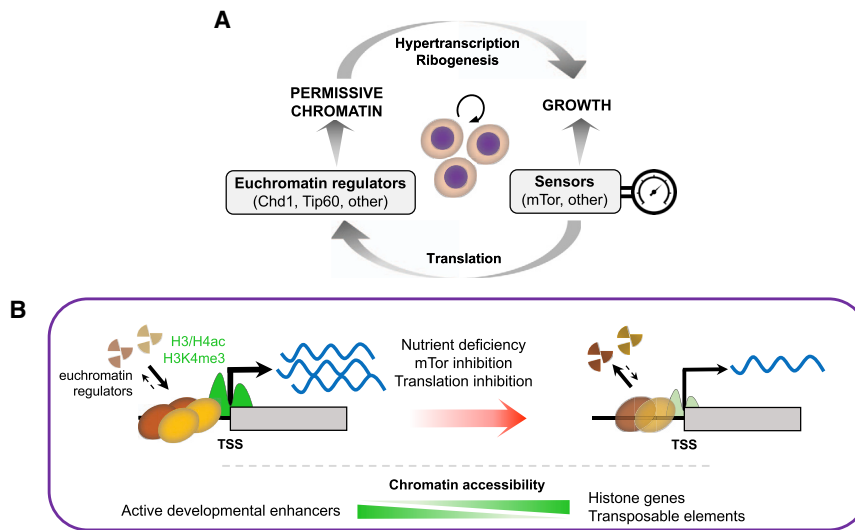 A
Hypertranscription
Ribogenesis
PERMISSIVE
CHROMATIN
GROWTH
Euchromatin regulators
(Chd1, Tip60, other)
Sensors
(mTor, other)
Translation
B
H3/H4ac
H3K4me3
euchromatin
regulators
TSS
Nutrient deficiency
mTor inhibition
Translation inhibition
TSS
Chromatin accessibility
Active developmental enhancers
Histone genes
Transposable elements